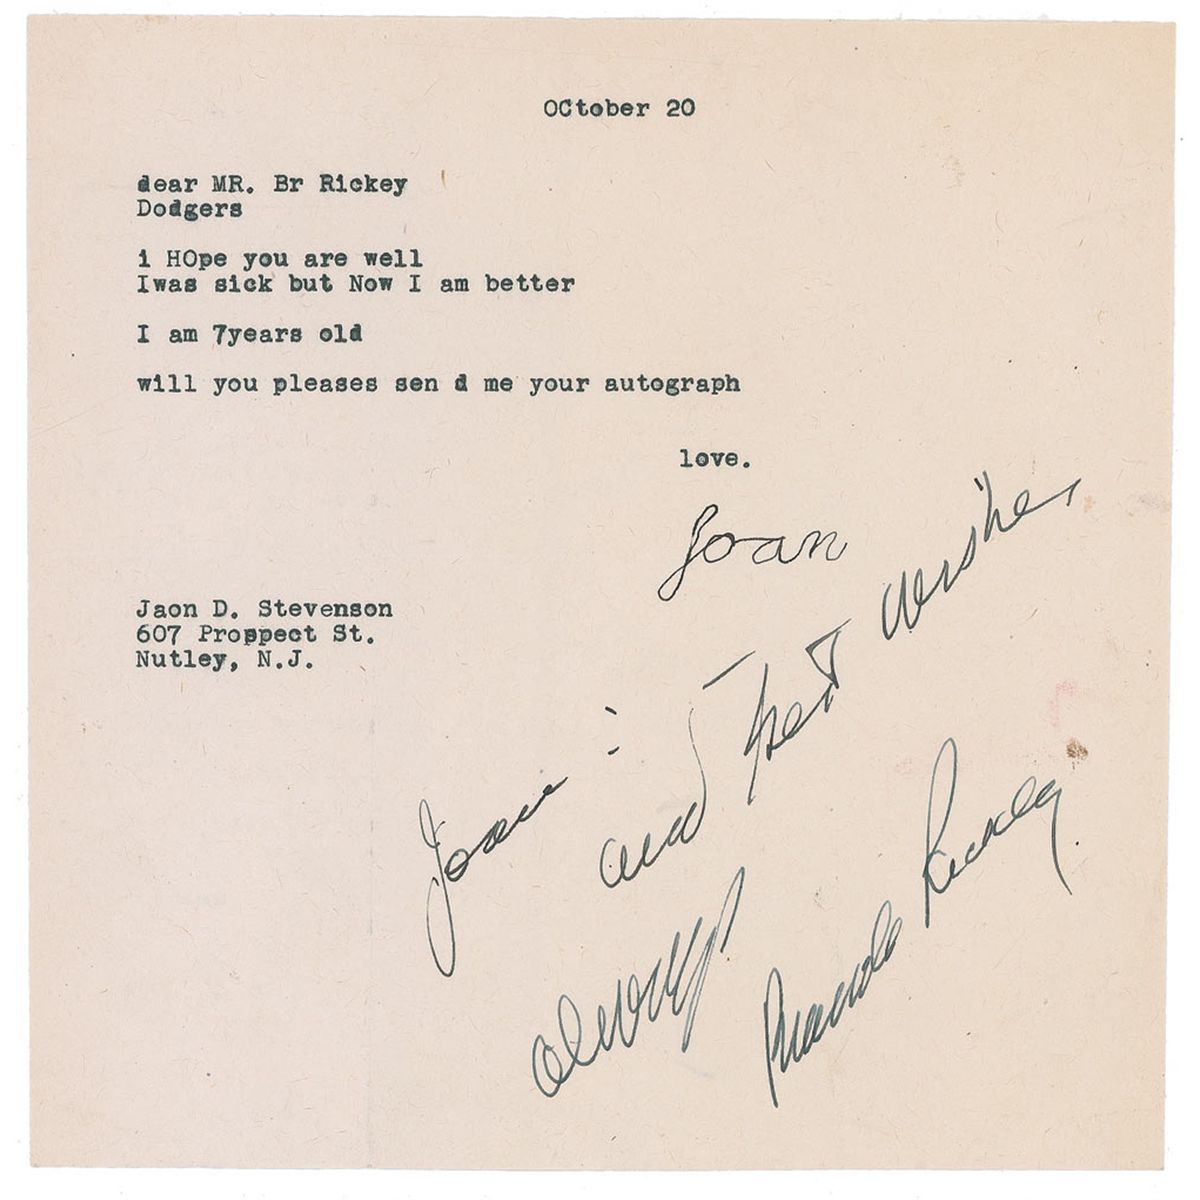 OCtober 20
dear MR. Br Rickey
Dodgers
i HOpe you are well
Iwas sick but Now I am better
I am 7years old
will you pleases sen d me your autograph
love.
Joan
Jaon D. Stevenson
607 Prospect St.
Nutley, N.J.
Joan :
and best wishes
always
Branch Rickey